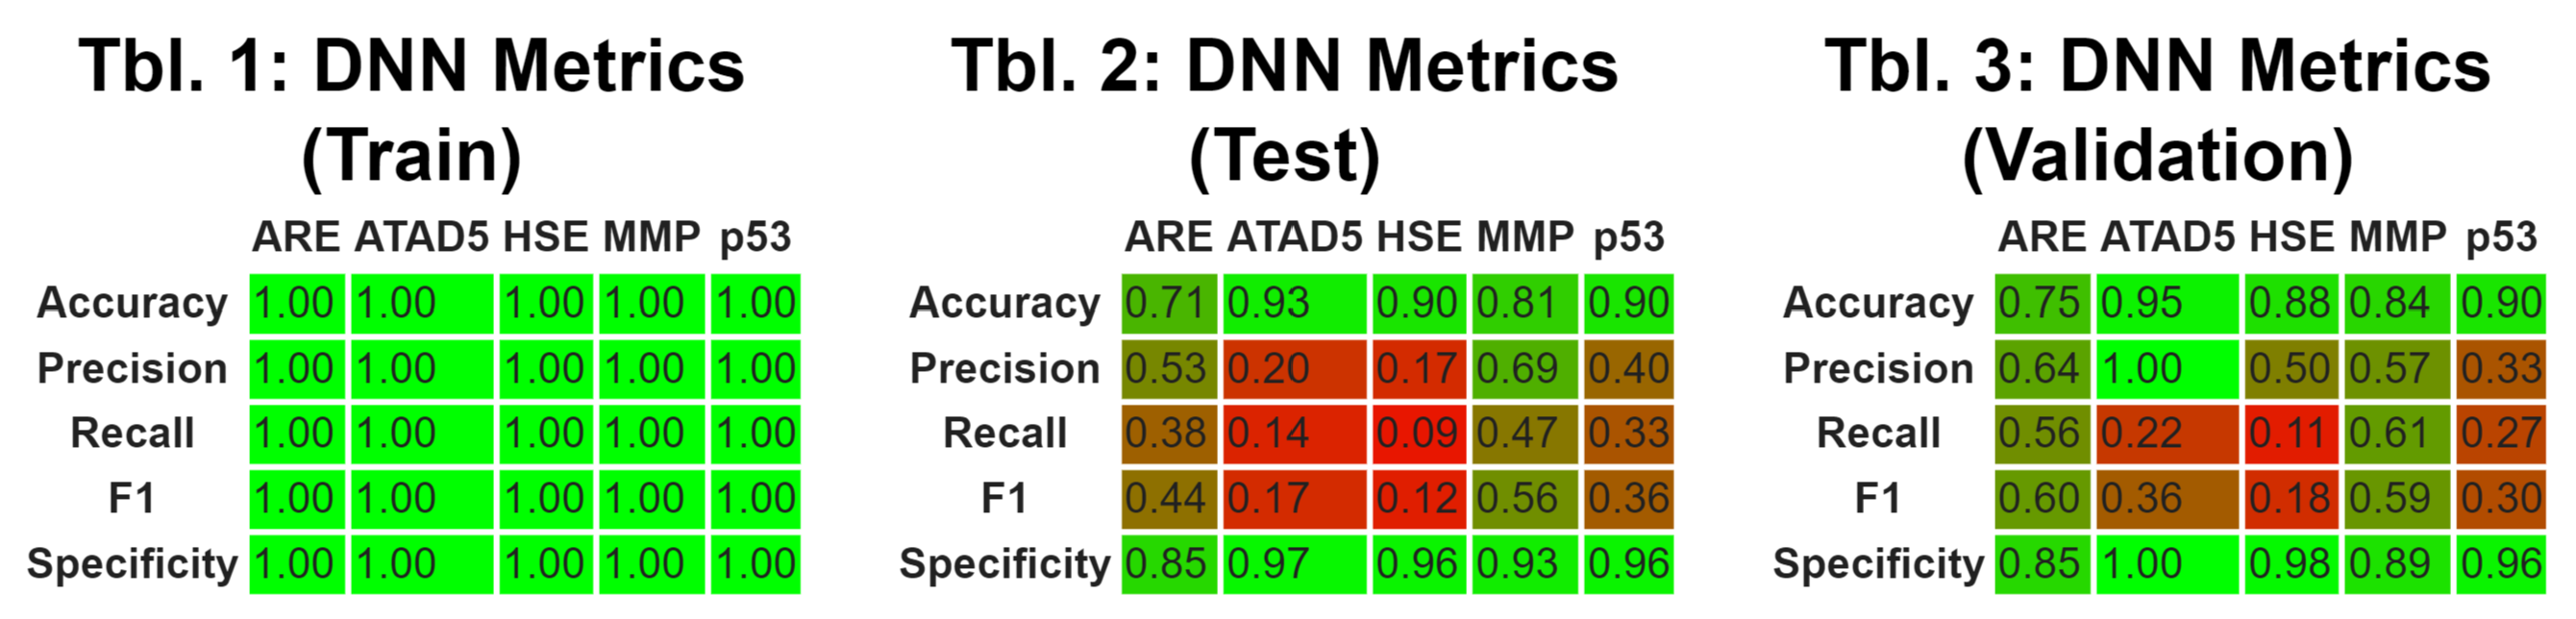 Tbl. 1: DNN Metrics
(Train)
ARE ATAD5 HSE MMP p53
Accuracy 1.00 1.00 1.00 1.00 1.00
Precision 1.00 1.00 1.00 1.00 1.00
Recall 1.00 1.00 1.00 1.00 1.00
F1 1.00 1.00 1.00 1.00 1.00
Specificity 1.00 1.00 1.00 1.00 1.00
Tbl. 2: DNN Metrics
(Test)
ARE ATAD5 HSE MMP p53
Accuracy 0.71 0.93 0.90 0.81 0.90
Precision 0.53 0.20 0.17 0.69 0.40
Recall 0.38 0.14 0.09 0.47 0.33
F1 0.44 0.17 0.12 0.56 0.36
Specificity 0.85 0.97 0.96 0.93 0.96
Tbl. 3: DNN Metrics
(Validation)
ARE ATAD5 HSE MMP p53
Accuracy 0.75 0.95 0.88 0.84 0.90
Precision 0.64 1.00 0.50 0.57 0.33
Recall 0.56 0.22 0.11 0.61 0.27
F1 0.60 0.36 0.18 0.59 0.30
Specificity 0.85 1.00 0.98 0.89 0.96